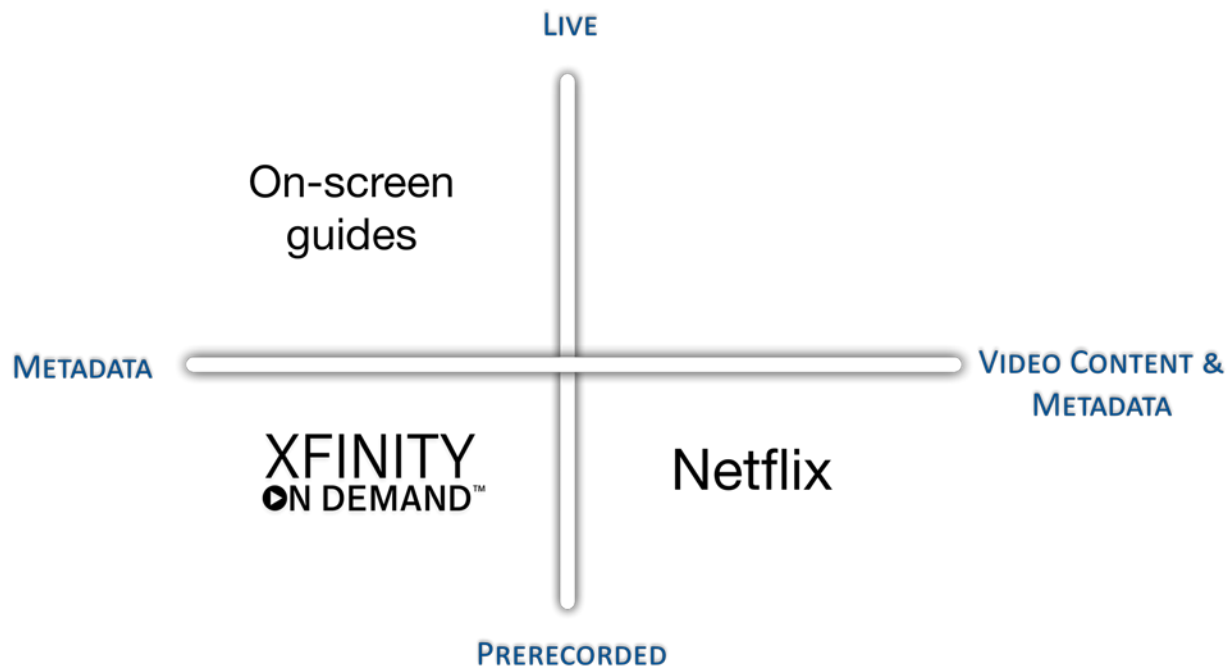 LIVE
On-screen
guides
METADATA
VIDEO CONTENT &
METADATA
XFINITY
ON DEMAND™
Netflix
PRERECORDED